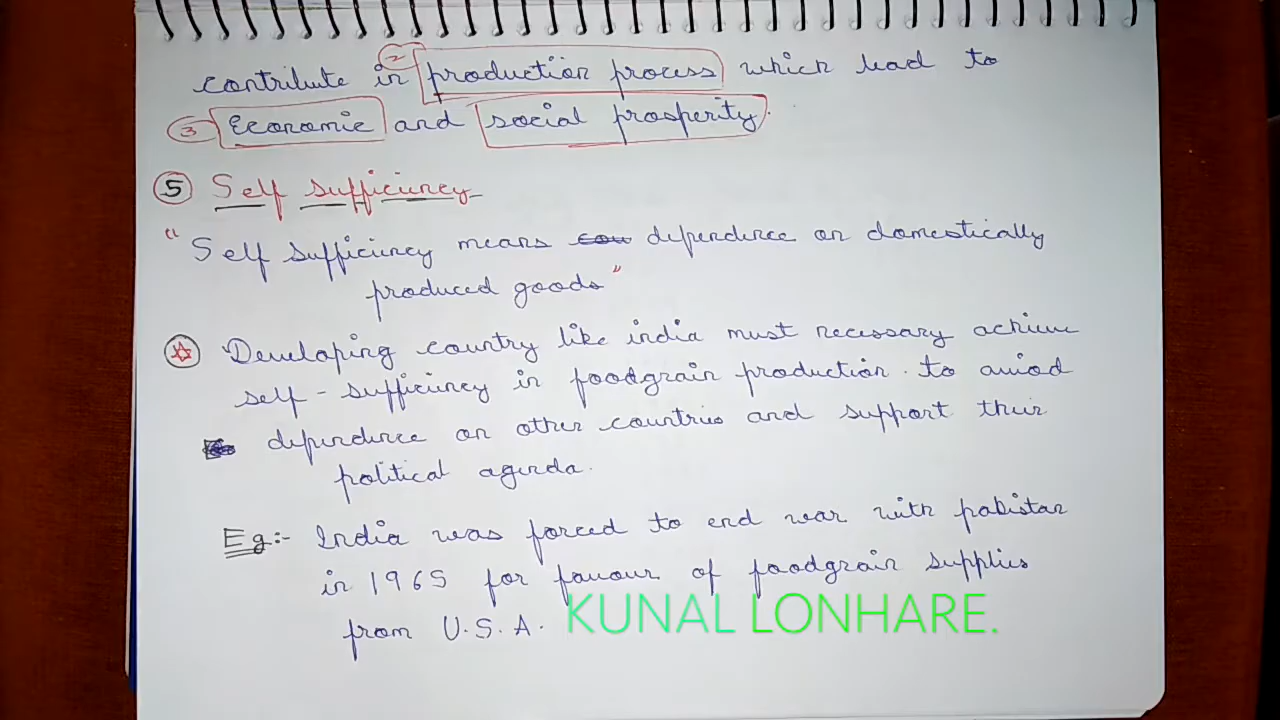 contribute in ② production process which lead to
③ Economic and social prosperity.
⑤ Self sufficiency
"Self sufficiency means dependence on domestically
produced goods"
Developing country like india must necessary achieve
self-sufficiency in foodgrain production. to aviod
dependence on other countries and support their
political agenda.
Eg:- India was forced to end war with pakistan
in 1965 for favour of foodgrain supplies
from U.S.A. KUNAL LONHARE.